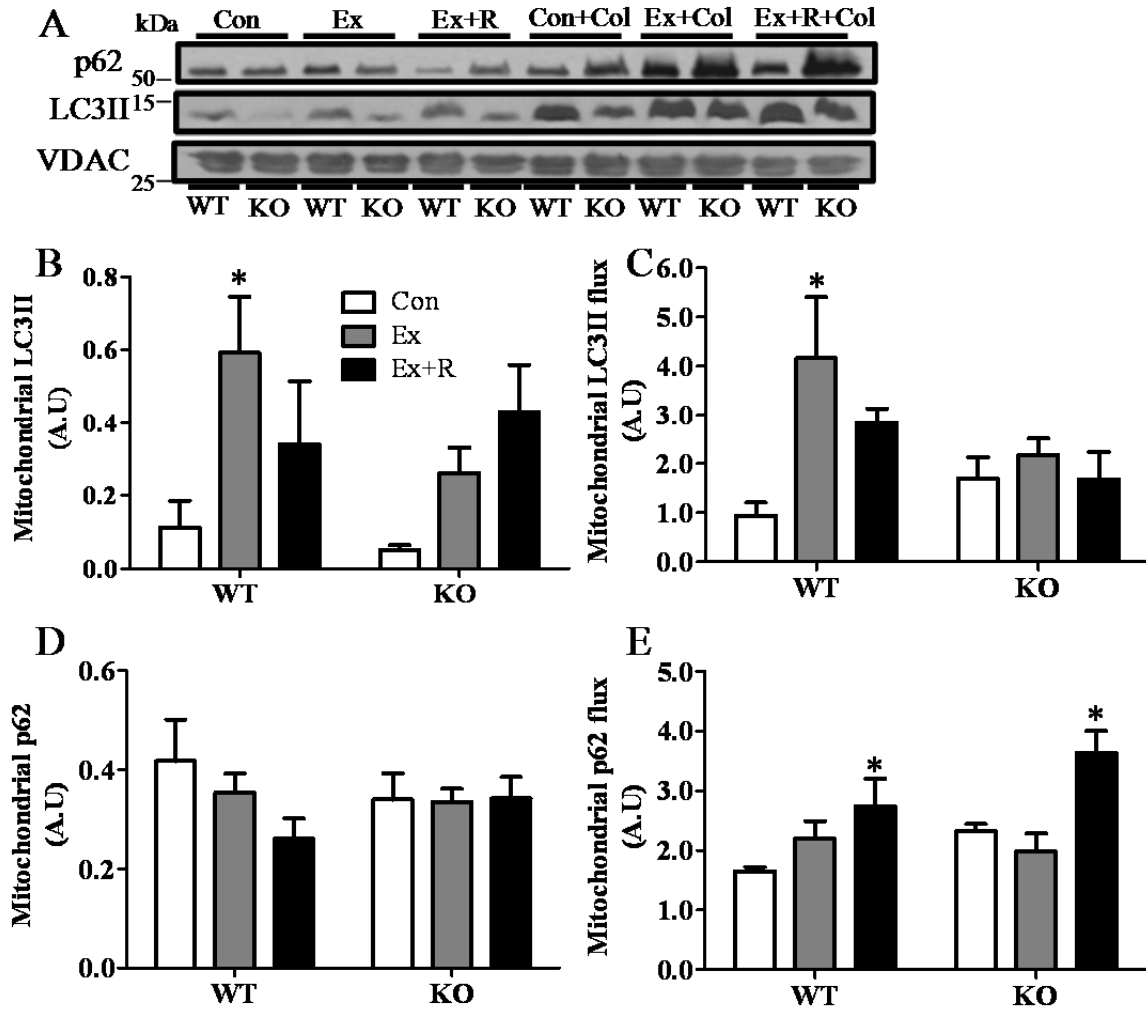 A kDa Con Ex Ex+R Con+Col Ex+Col Ex+R+Col
p62
50
LC3II 15
VDAC
25
WT KO WT KO WT KO WT KO WT KO WT KO
B
Mitochondrial LC3II
(A.U)
0.8
0.6
0.4
0.2
0.0
*
Con
Ex
Ex+R
WT KO
C
Mitochondrial LC3II flux
(A.U)
6.0
5.0
4.0
3.0
2.0
1.0
0.0
*
WT KO
D
Mitochondrial p62
(A.U)
0.6
0.4
0.2
0.0
WT KO
E
Mitochondrial p62 flux
(A.U)
5.0
4.0
3.0
2.0
1.0
0.0
* *
WT KO